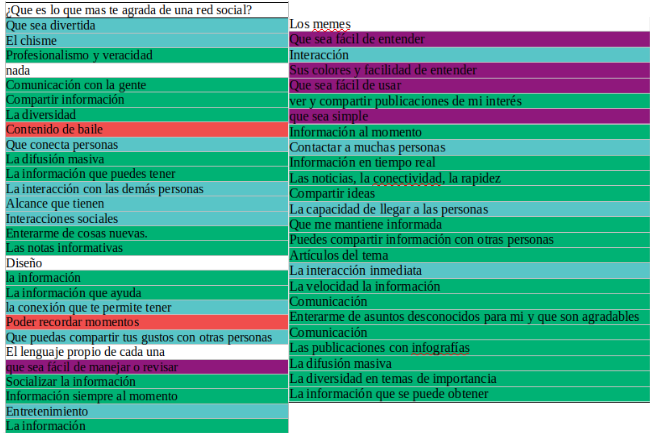 ¿Que es lo que mas te agrada de una red social?
Que sea divertida
El chisme
Profesionalismo y veracidad
nada
Comunicación con la gente
Compartir información
La diversidad
Contenido de baile
Que conecta personas
La difusión masiva
La información que puedes tener
La interacción con las demás personas
Alcance que tienen
Interacciones sociales
Enterarme de cosas nuevas.
Las notas informativas
Diseño
la información
La información que ayuda
la conexión que te permite tener
Poder recordar momentos
Que puedas compartir tus gustos con otras personas
El lenguaje propio de cada una
que sea fácil de manejar o revisar
Socializar la información
Información siempre al momento
Entretenimiento
La información
Los memes
Que sea fácil de entender
Interacción
Sus colores y facilidad de entender
Que sea fácil de usar
ver y compartir publicaciones de mi interés
que sea simple
Información al momento
Contactar a muchas personas
Información en tiempo real
Las noticias, la conectividad, la rapidez
Compartir ideas
La capacidad de llegar a las personas
Que me mantiene informada
Puedes compartir información con otras personas
Artículos del tema
La interacción inmediata
La velocidad la información
Comunicación
Enterarme de asuntos desconocidos para mi y que son agradables
Comunicación
Las publicaciones con infografías
La difusión masiva
La diversidad en temas de importancia
La información que se puede obtener